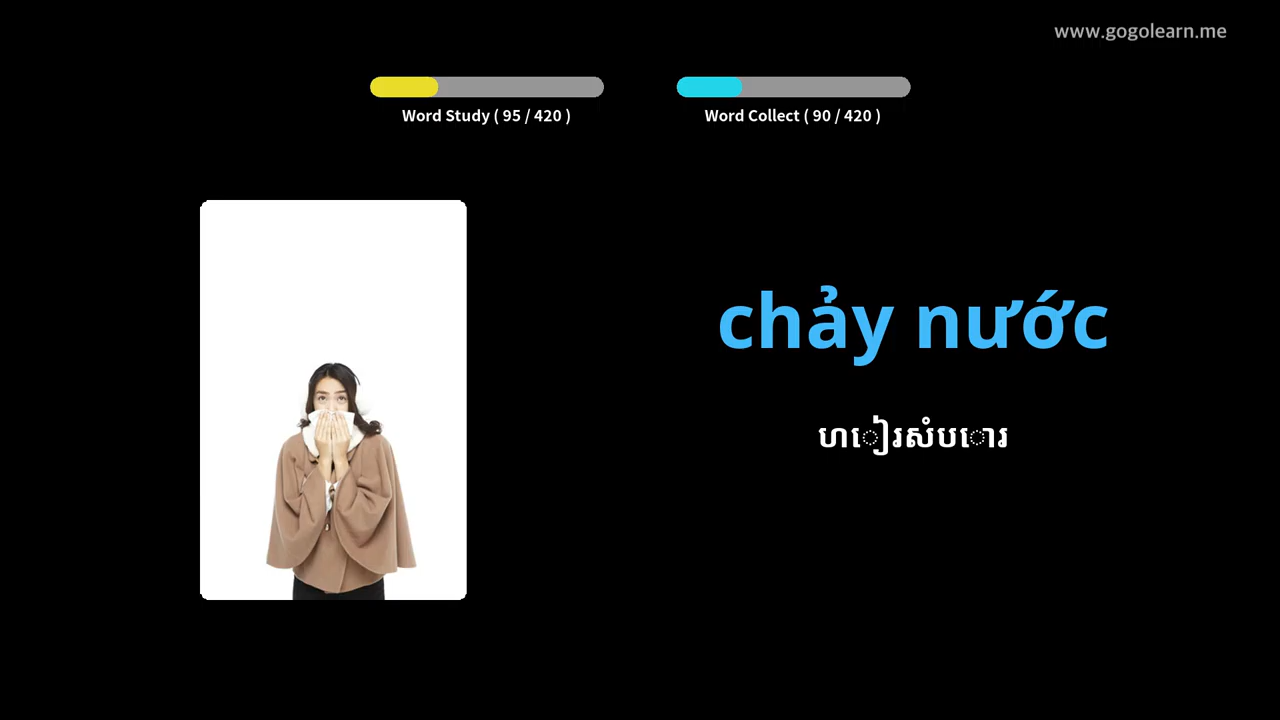 www.gogolearn.me
Word Study ( 95 / 420 )
Word Collect ( 90 / 420 )
chảy nước
ហៀរសំបោរ